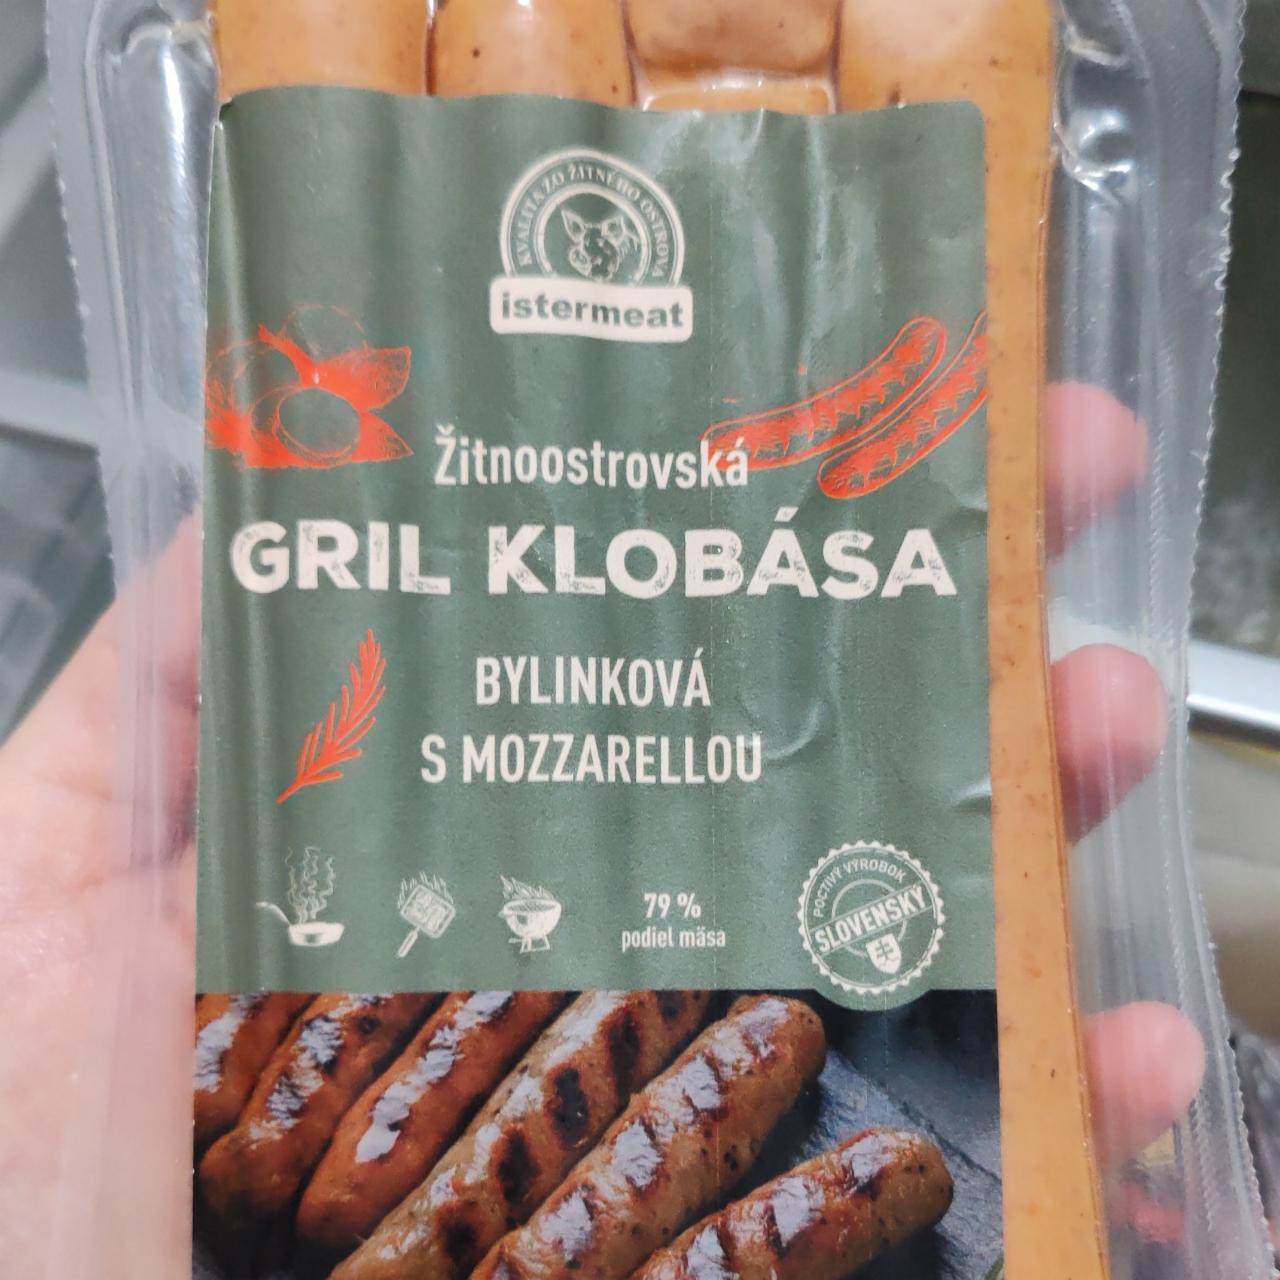 KVALITA ZO ŽITNÉHO OSTROVA
istermeat
Žitnoostrovská
GRIL KLOBÁSA
BYLINKOVÁ
S MOZZARELLOU
79 %
podiel mäsa
POCTIVÝ VÝROBOK
SLOVENSKÝ